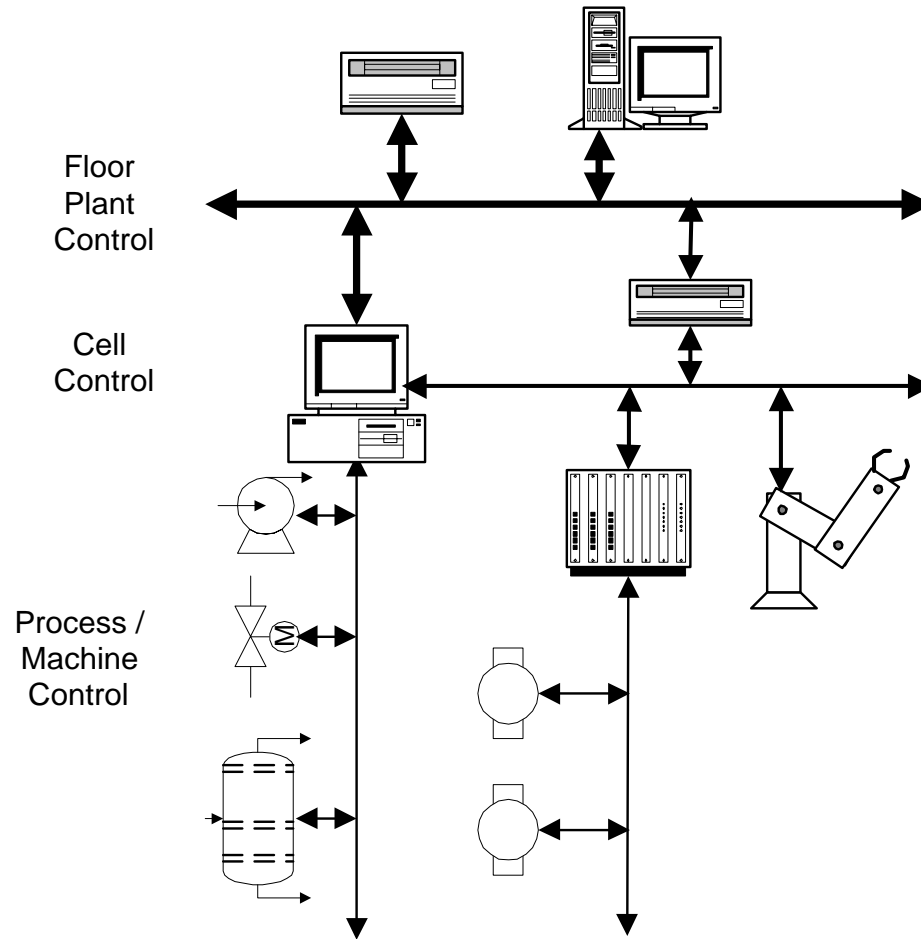 Floor
Plant
Control
Cell
Control
Process /
Machine
Control
M